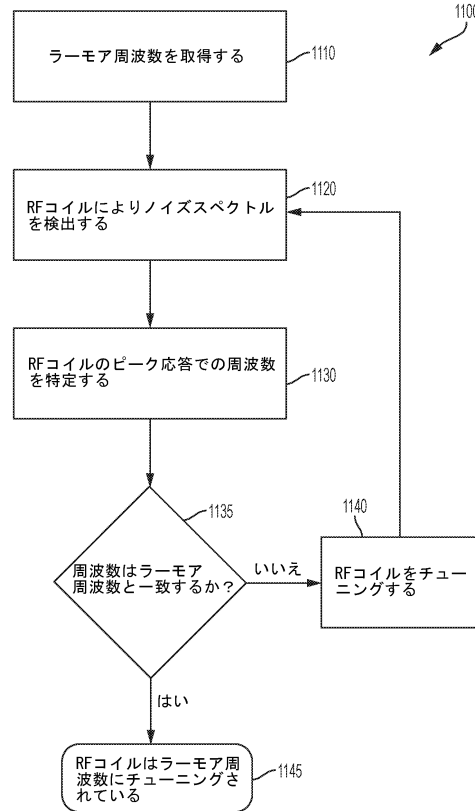 1100
ラーモア周波数を取得する
1110
RFコイルによりノイズスペクトル
を検出する
1120
RFコイルのピーク応答での周波数
を特定する
1130
周波数はラーモア
周波数と一致するか?
1135
いいえ
1140
RFコイルをチュー
ニングする
はい
RFコイルはラーモア周
波数にチューニングさ
れている
1145